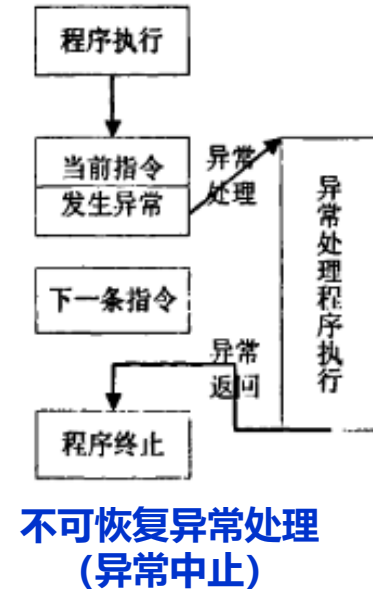 程序执行
当前指令
发生异常
异常
处理
异常处理程序执行
下一条指令
异常
返回
程序终止
不可恢复异常处理
（异常中止）